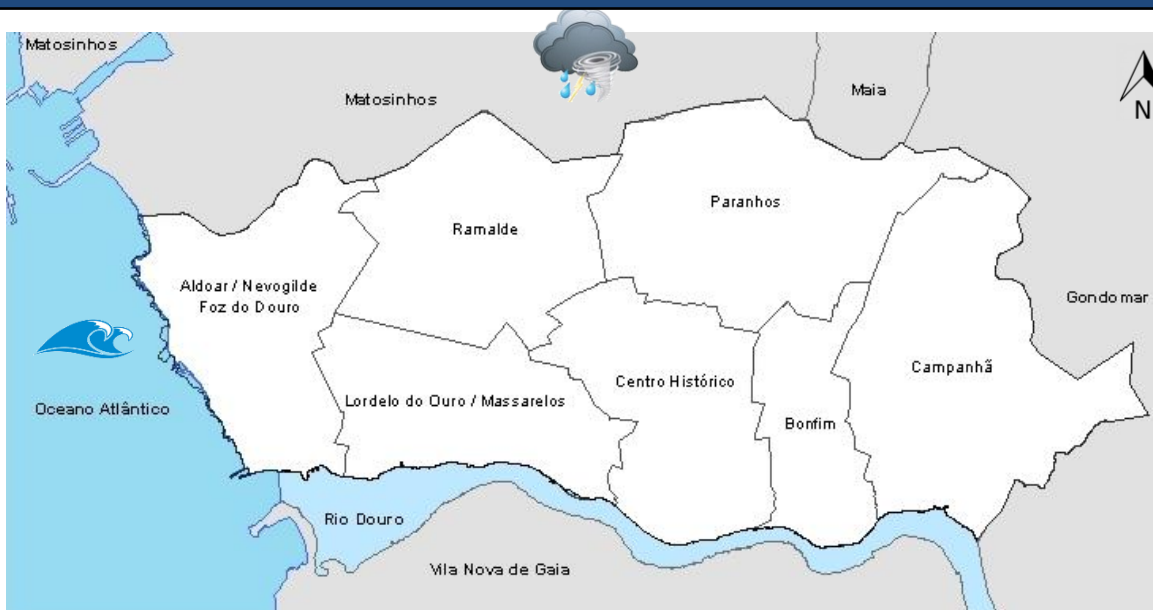 Matosinhos
Matosinhos
Maia
N
Paranhos
Ramalde
Aldoar / Nevogilde
Foz do Douro
Gondomar
Campanhã
Centro Histórico
Lordelo do Ouro / Massarelos
Oceano Atlântico
Bonfim
Rio Douro
Vila Nova de Gaia